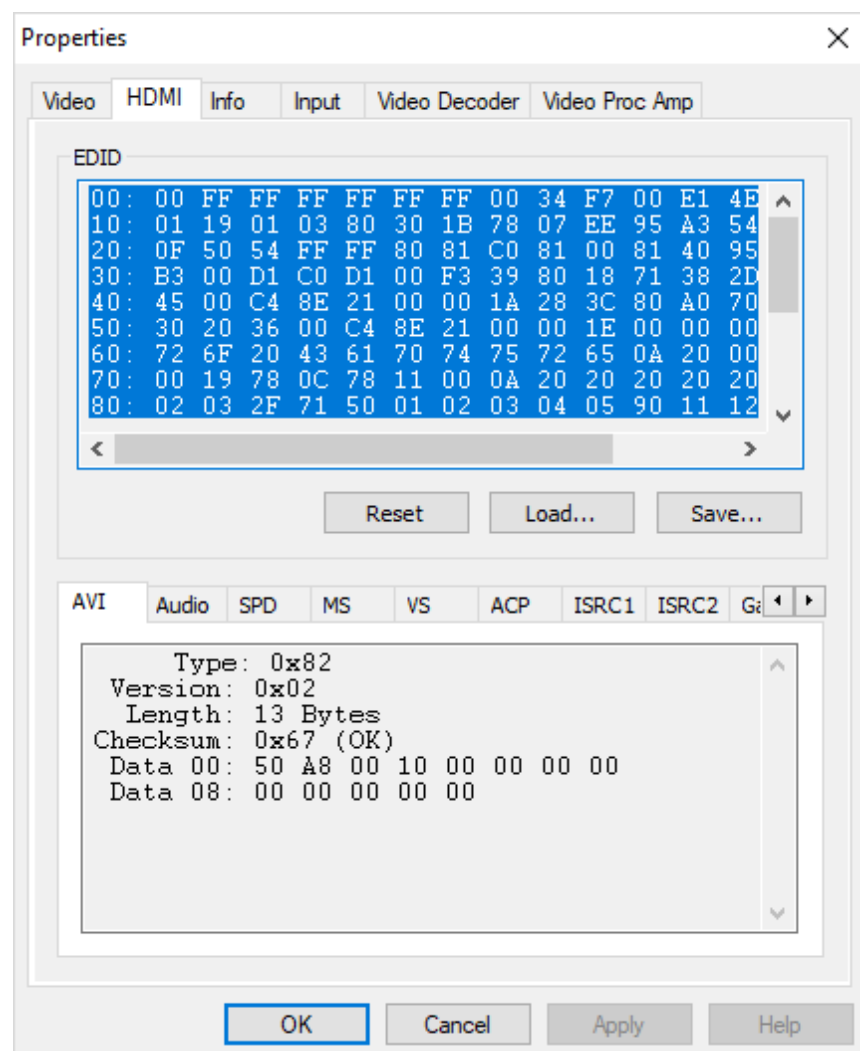 Properties
Video HDMI Info Input Video Decoder Video Proc Amp
EDID
00: 00 FF FF FF FF FF FF 00 34 F7 00 E1 4E
10: 01 19 01 03 80 30 1B 78 07 EE 95 A3 54
20: 0F 50 54 FF FF 80 81 C0 81 00 81 40 95
30: B3 00 D1 C0 D1 00 F3 39 80 18 71 38 2D
40: 45 00 C4 8E 21 00 00 1A 28 3C 80 A0 70
50: 30 20 36 00 C4 8E 21 00 00 1E 00 00 00
60: 72 6F 20 43 61 70 74 75 72 65 0A 20 00
70: 00 19 78 0C 78 11 00 0A 20 20 20 20 20
80: 02 03 2F 71 50 01 02 03 04 05 90 11 12
Reset Load... Save...
AVI Audio SPD MS VS ACP ISRC1 ISRC2
Type: 0x82
Version: 0x02
Length: 13 Bytes
Checksum: 0x67 (OK)
Data 00: 50 A8 00 10 00 00 00 00
Data 08: 00 00 00 00 00
OK Cancel Apply Help